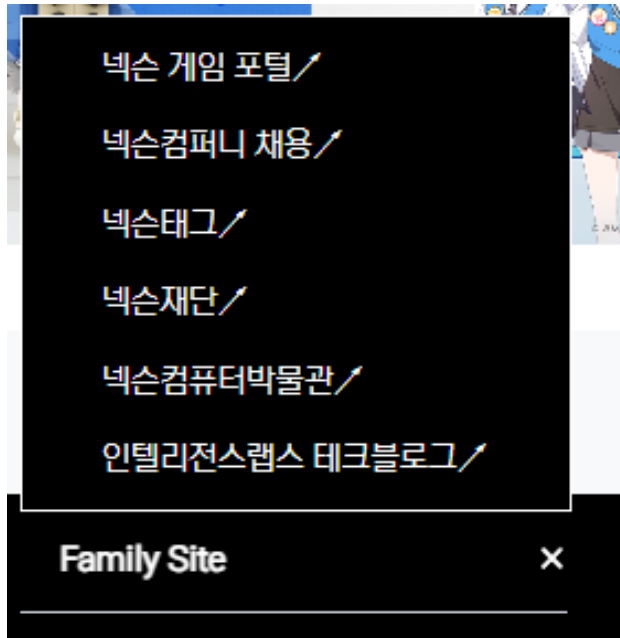 넥슨 게임 포털↗
넥슨컴퍼니 채용↗
넥슨태그↗
넥슨재단↗
넥슨컴퓨터박물관↗
인텔리전스랩스 테크블로그↗
Family Site ×